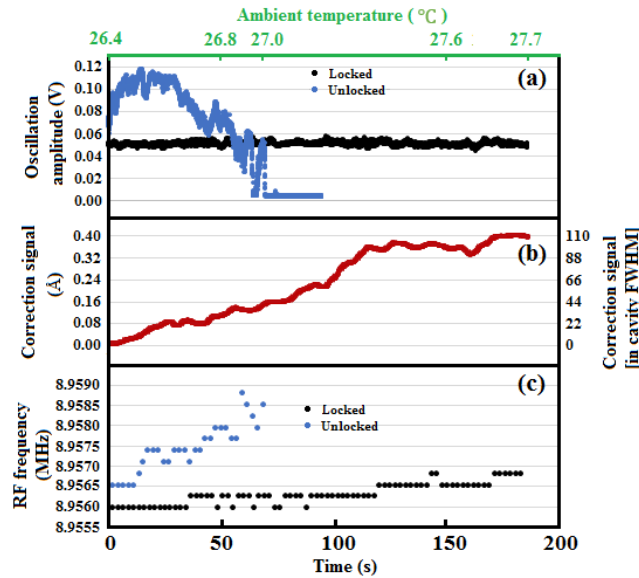 Ambient temperature (℃)
26.4 26.8 27.0 27.6 27.7
(a)
Locked
Unlocked
Oscillation
amplitude (V)
0.12
0.10
0.08
0.06
0.04
0.02
0.00
(b)
Correction signal
(Å)
0.40
0.32
0.24
0.16
0.08
0.00
110
88
66
44
22
0
Correction signal
[in cavity FWHM]
(c)
Locked
Unlocked
RF frequency
(MHz)
8.9590
8.9585
8.9580
8.9575
8.9570
8.9565
8.9560
8.9555
0 50 100 150 200
Time (s)